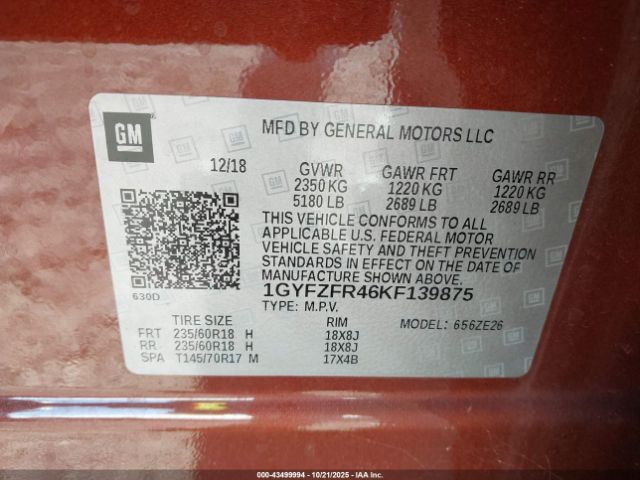 GM
MFD BY GENERAL MOTORS LLC
12/18 GVWR GAWR FRT GAWR RR
2350 KG 1220 KG 1220 KG
5180 LB 2689 LB 2689 LB
THIS VEHICLE CONFORMS TO ALL
APPLICABLE U.S. FEDERAL MOTOR
VEHICLE SAFETY AND THEFT PREVENTION
STANDARDS IN EFFECT ON THE DATE OF
MANUFACTURE SHOWN ABOVE.
1GYFZFR46KF139875
630D TYPE: M.P.V.
TIRE SIZE RIM MODEL: 656ZE26
FRT 235/60R18 H 18X8J
RR 235/60R18 H 18X8J
SPA T145/70R17 M 17X4B
000-43499994 - 10/21/2025 - IAA Corp.